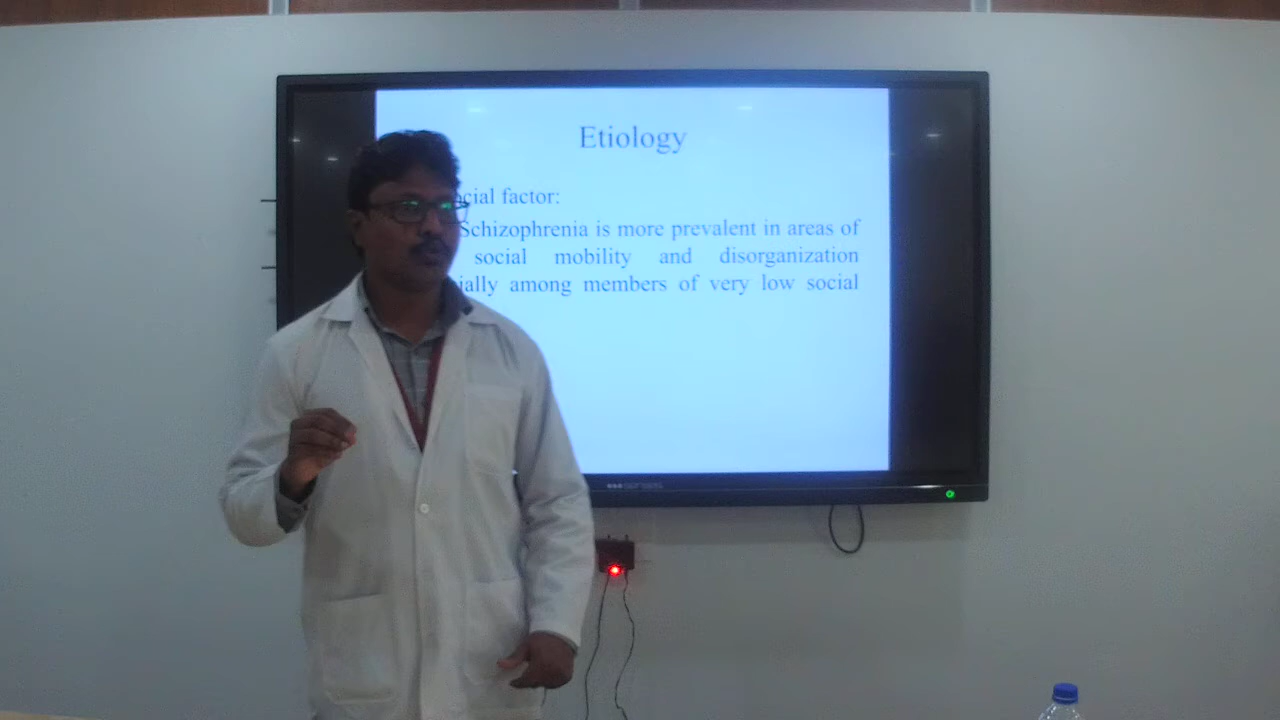 Etiology
ocial factor:
Schizophrenia is more prevalent in areas of
social mobility and disorganization
ially among members of very low social